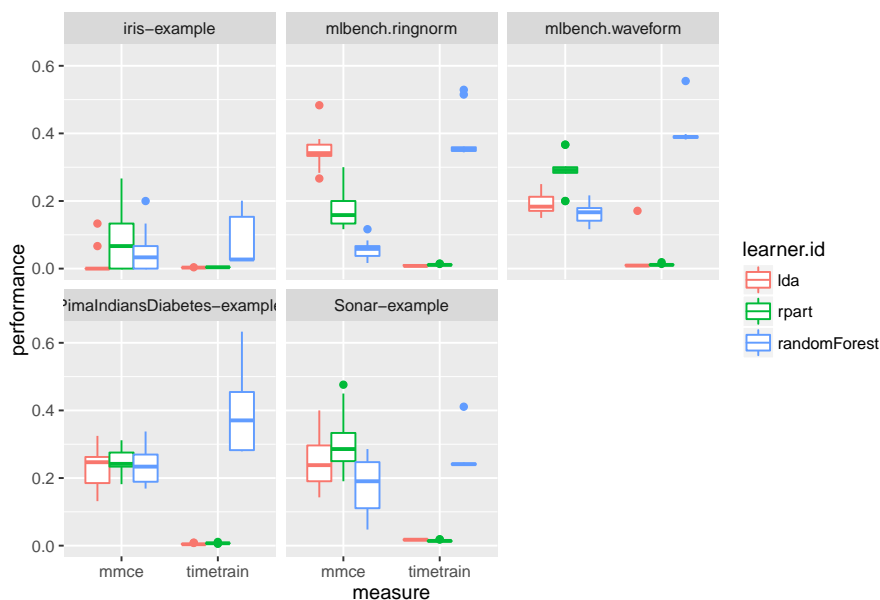 iris-example
mlbench.ringnorm
mlbench.waveform
0.6
0.4
0.2
0.0
PimaIndiansDiabetes-example
Sonar-example
0.6
0.4
0.2
0.0
performance
mmce
timetrain
mmce
timetrain
measure
learner.id
lda
rpart
randomForest